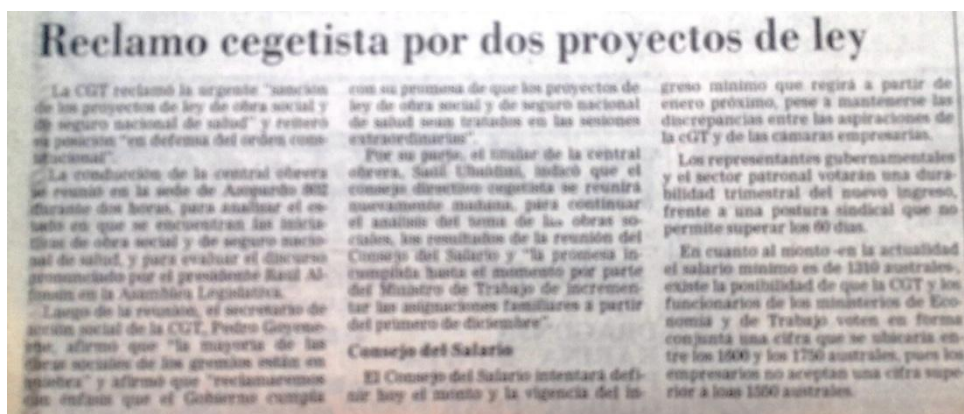 Reclamo cegetista por dos proyectos de ley
La CGT reclamó la urgente "sanción
de los proyectos de ley de obra social y
de seguro nacional de salud" y reiteró
su posición "en defensa del orden cons-
titucional".
La conducción de la central obrera
se reunió en la sede de Azopardo 802
durante dos horas, para analizar el es-
tado en que se encuentran las inicia-
tivas de obra social y de seguro nacio-
nal de salud, y para evaluar el discurso
pronunciado por el presidente Raúl Al-
fonsín en la Asamblea Legislativa.
Luego de la reunión, el secretario de
acción social de la CGT, Pedro
afirmó que "la mayoría de las
obras sociales de los gremios están en
quiebra" y afirmó que "reclamaremos
con énfasis que el Gobierno cumpla
con su promesa de que los proyectos de
ley de obra social y de seguro nacional
de salud sean tratados en las sesiones
extraordinarias".
Por su parte, el titular de la central
obrera, Saúl Ubaldini, indicó que el
consejo directivo cegetista se reunirá
nuevamente mañana, para continuar
el análisis del tema de las obras so-
ciales, los resultados de la reunión del
Consejo del Salario y "la promesa in-
cumplida hasta el momento por parte
del Ministro de Trabajo de incremen-
tar las asignaciones familiares a partir
del primero de diciembre".
Consejo del Salario
El Consejo del Salario intentará defi-
nir hoy el monto y la vigencia del in-
greso mínimo que regirá a partir de
enero próximo, pese a mantenerse las
discrepancias entre las aspiraciones de
la cGT y de las cámaras empresarias.
Los representantes gubernamentales
y el sector patronal votarán una dura-
bilidad trimestral del nuevo ingreso,
frente a una postura sindical que no
permite superar los 60 días.
En cuanto al monto -en la actualidad
el salario mínimo es de 1310 australes-,
existe la posibilidad de que la CGT y los
funcionarios de los ministerios de Eco-
nomía y de Trabajo voten en forma
conjunta una cifra que se ubicaría en-
tre los 1600 y los 1750 australes, pues los
empresarios no aceptan una cifra supe-
rior a loas 1550 australes.